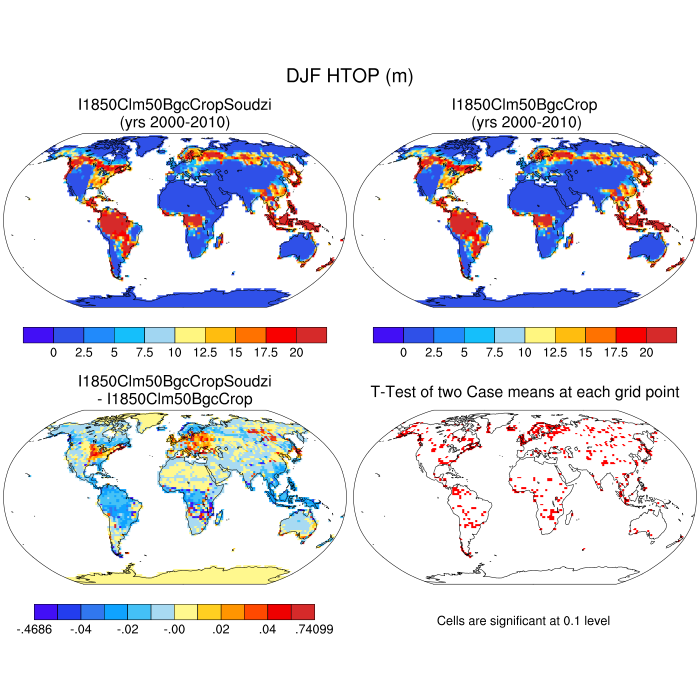 DJF HTOP (m)
I1850Clm50BgcCropSoudzi
(yrs 2000-2010)
I1850Clm50BgcCrop
(yrs 2000-2010)
0 2.5 5 7.5 10 12.5 15 17.5 20
0 2.5 5 7.5 10 12.5 15 17.5 20
I1850Clm50BgcCropSoudzi
- I1850Clm50BgcCrop
T-Test of two Case means at each grid point
-.4686 -.04 -.02 -.00 .02 .04 .74099
Cells are significant at 0.1 level